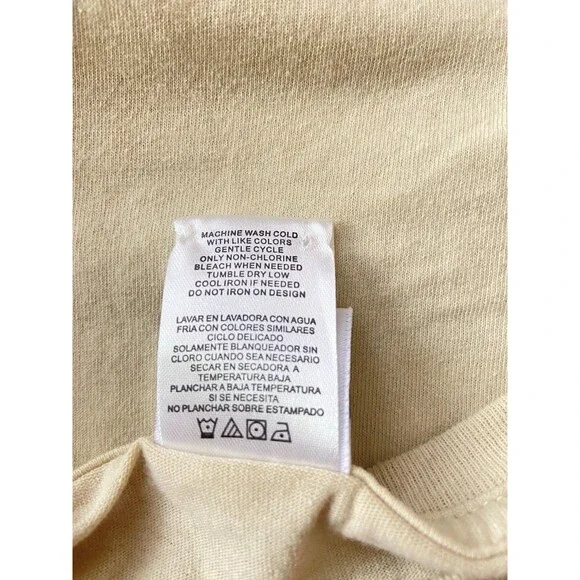 MACHINE WASH COLD
WITH LIKE COLORS
GENTLE CYCLE
ONLY NON-CHLORINE
BLEACH WHEN NEEDED
TUMBLE DRY LOW
COOL IRON IF NEEDED
DO NOT IRON ON DESIGN
LAVAR EN LAVADORA CON AGUA
FRIA CON COLORES SIMILARES
CICLO DELICADO
SOLAMENTE BLANQUEADOR SIN
CLORO CUANDO SEA NECESARIO
SECAR EN SECADORA A
TEMPERATURA BAJA
PLANCHAR A BAJA TEMPERATURA
SI SE NECESITA
NO PLANCHAR SOBRE ESTAMPADO